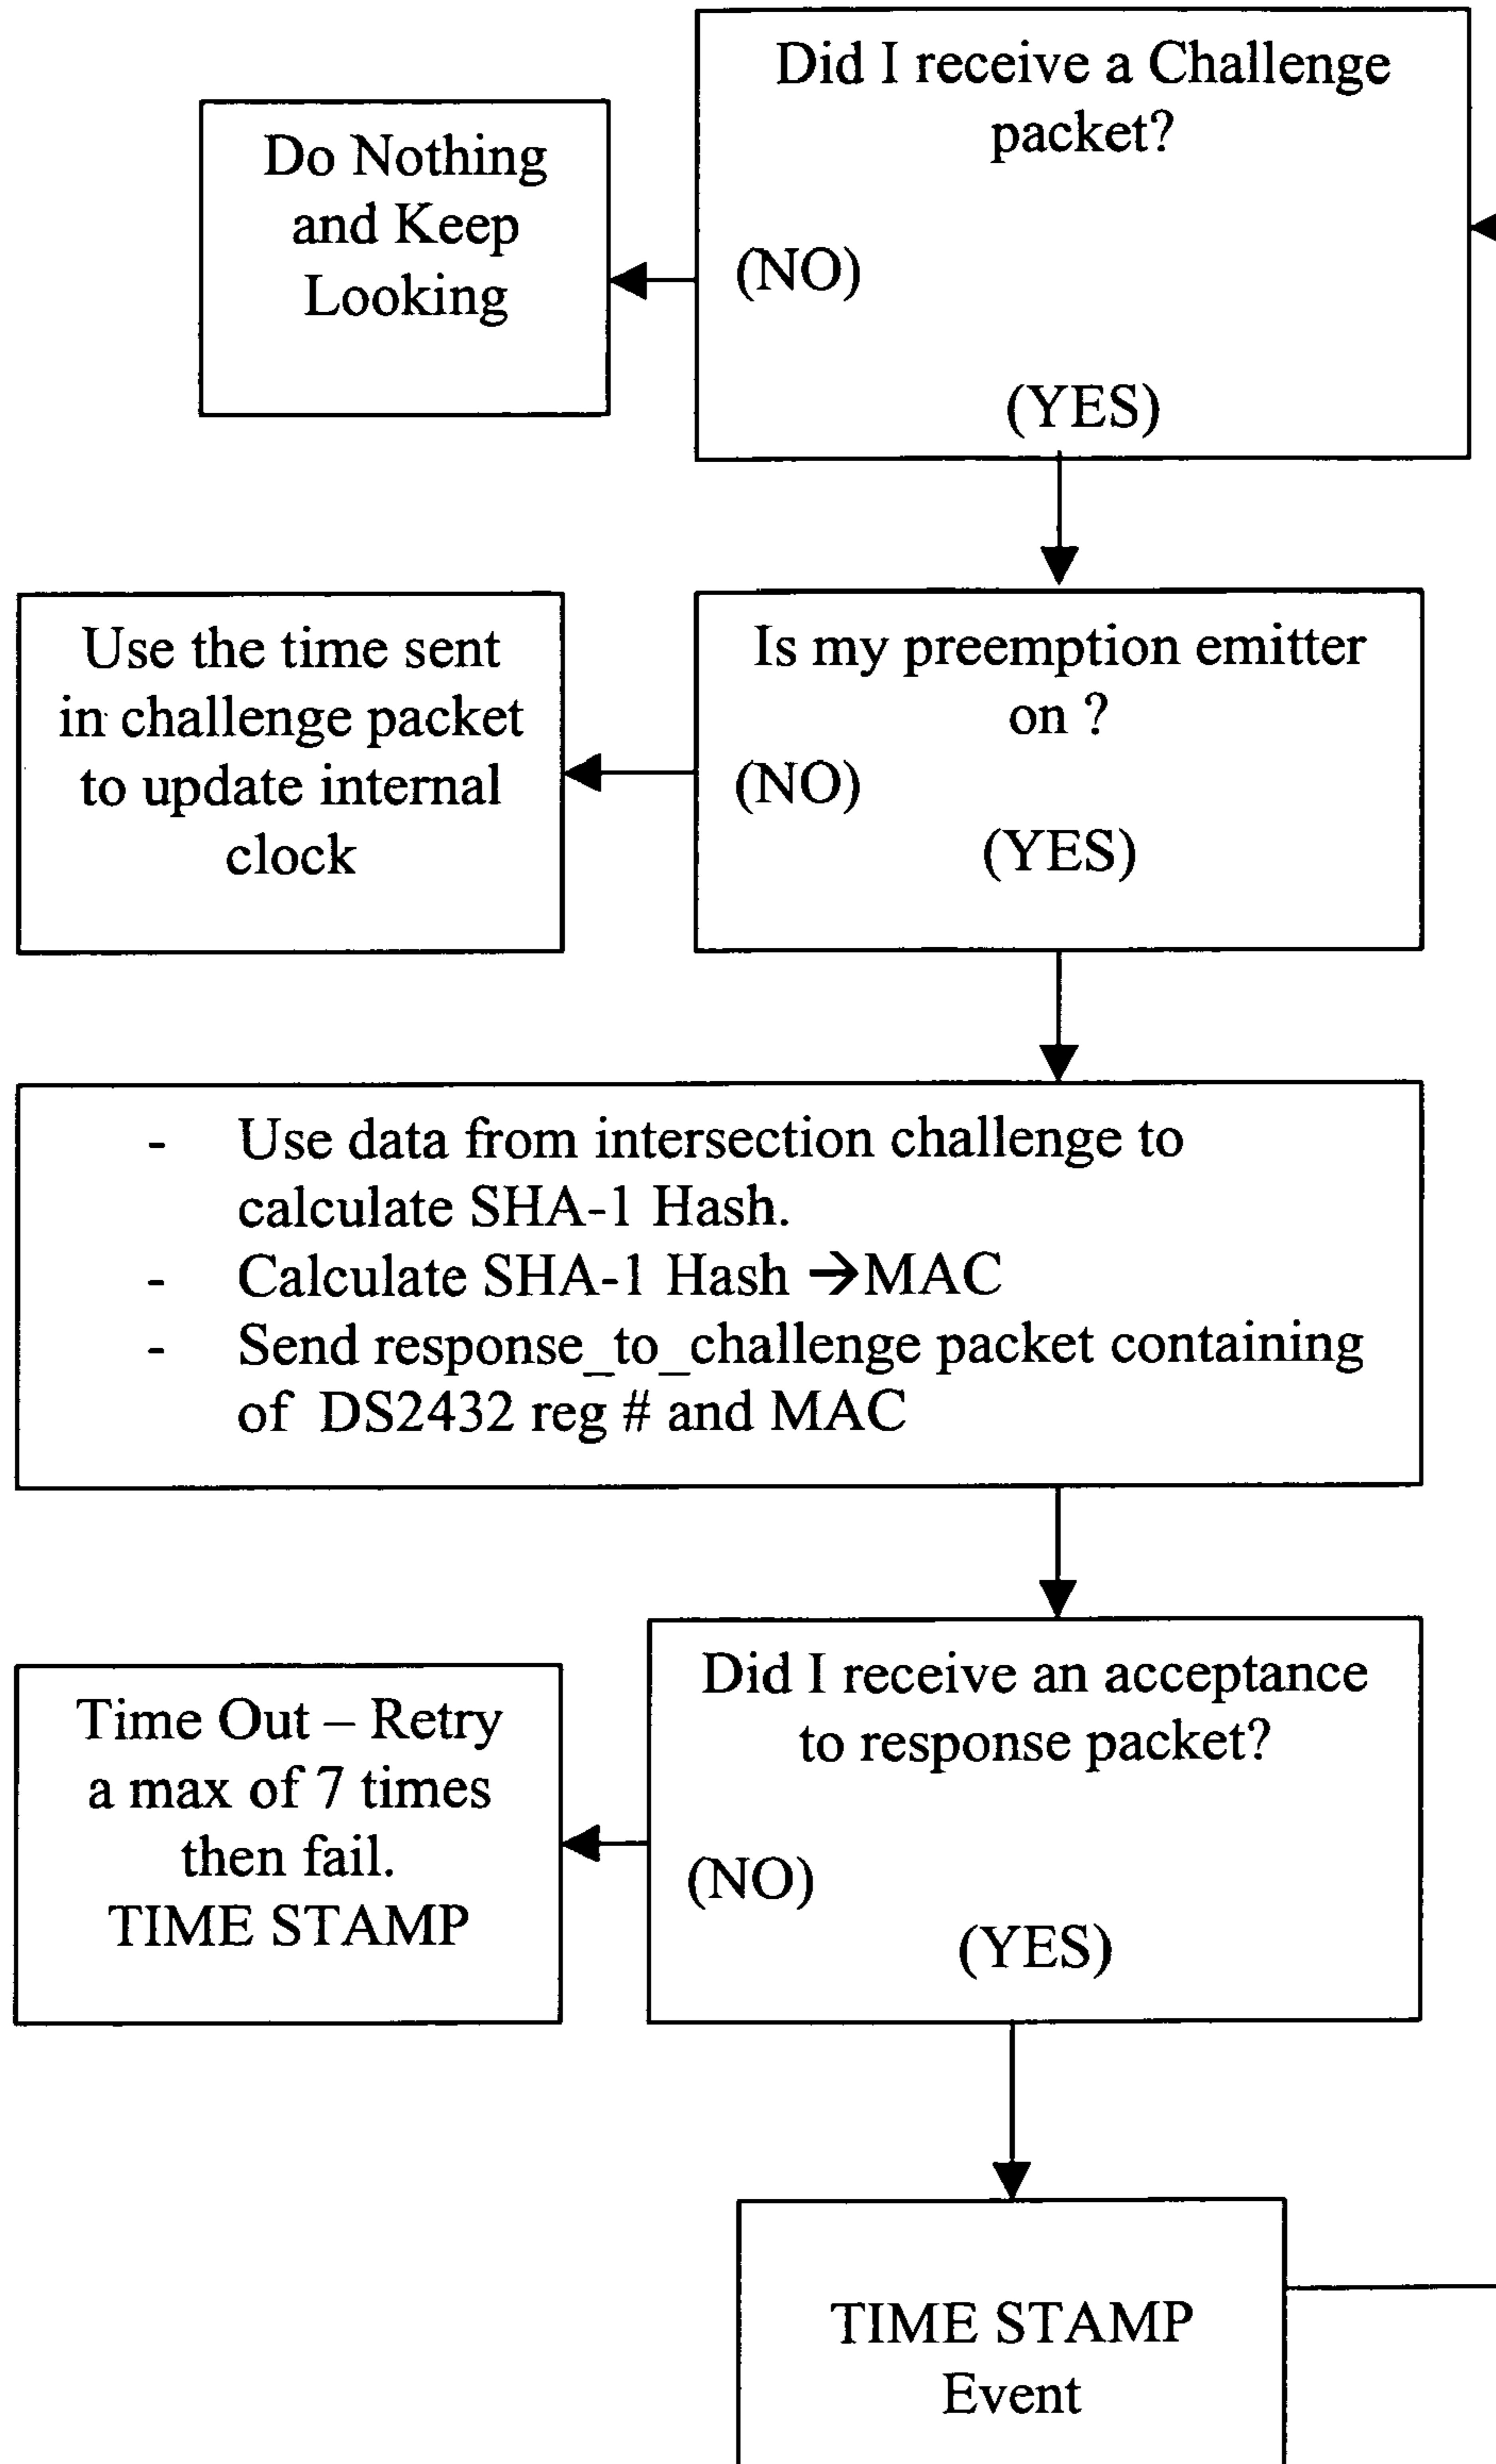 Did I receive a Challenge
packet?
(NO)
(YES)
Do Nothing
and Keep
Looking
Is my preemption emitter
on ?
(NO)
(YES)
Use the time sent
in challenge packet
to update internal
clock
- Use data from intersection challenge to
calculate SHA-1 Hash.
- Calculate SHA-1 Hash →MAC
- Send response_to_challenge packet containing
of DS2432 reg # and MAC
Did I receive an acceptance
to response packet?
(NO)
(YES)
Time Out – Retry
a max of 7 times
then fail.
TIME STAMP
TIME STAMP
Event